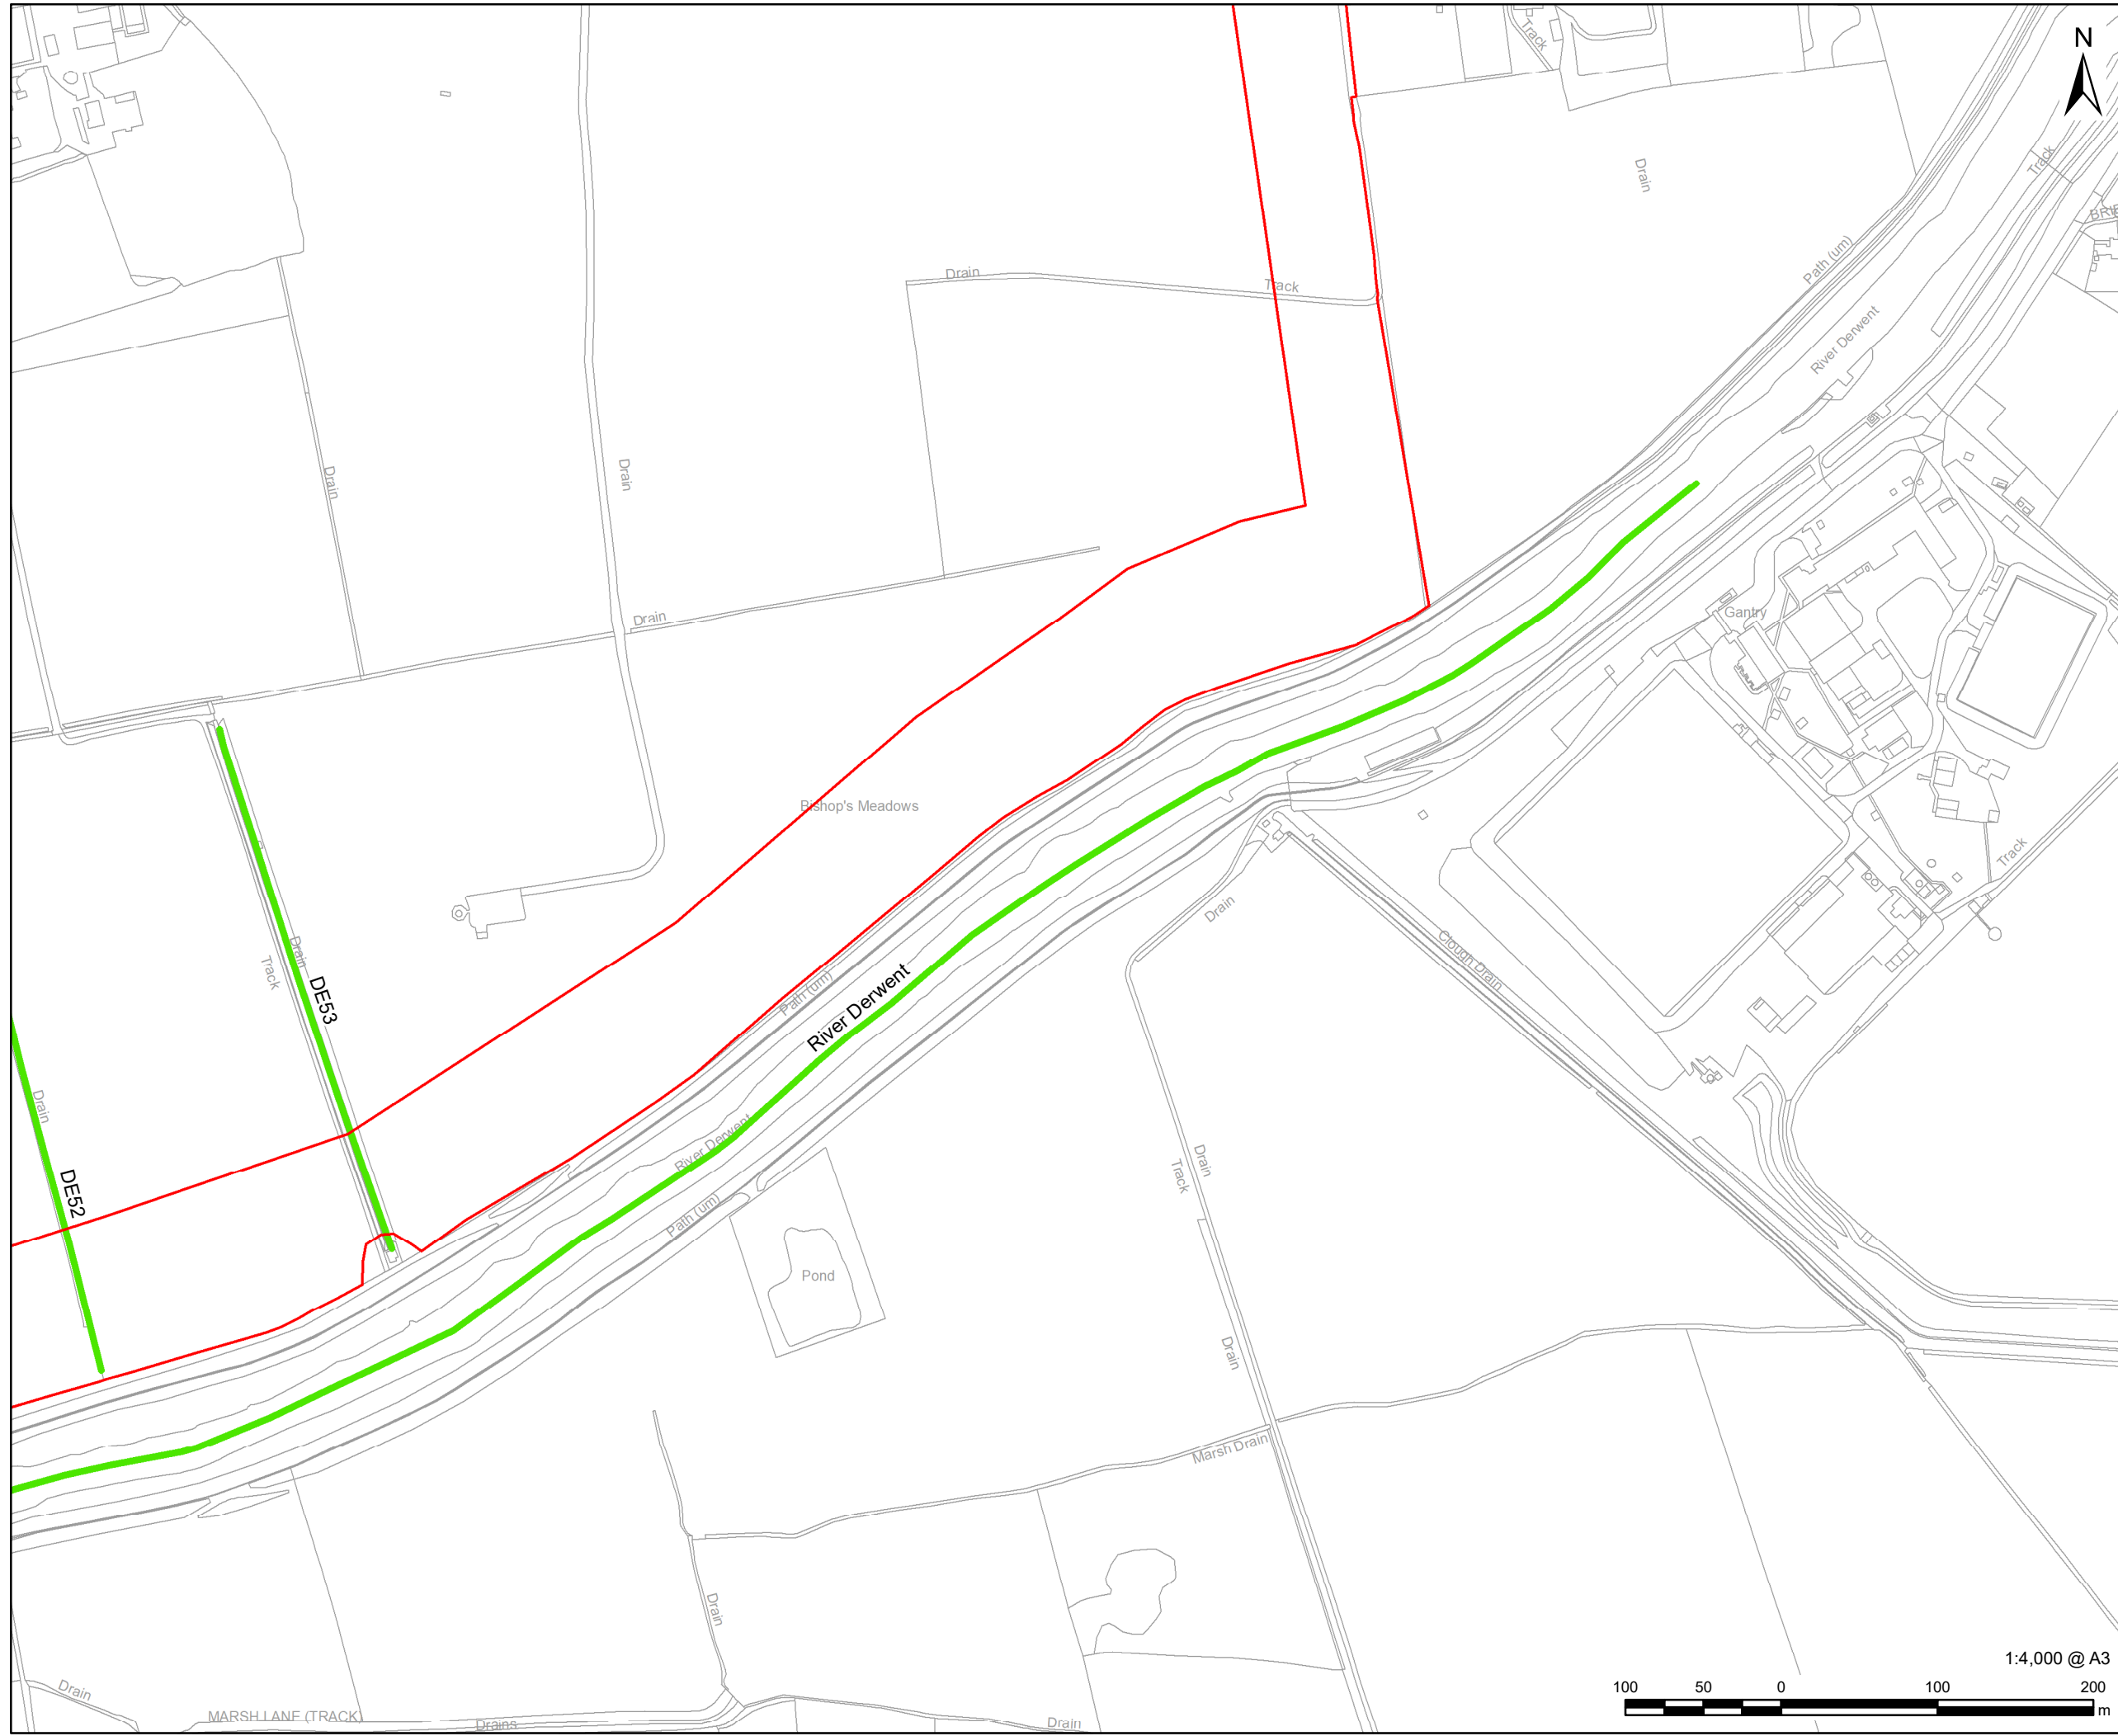 N
Track
Drain
Track
BRI
Path (um)
Drain
Track
River Derwent
Drain
Drain
Drain
Gantry
Bishop's Meadows
Drain
Track
Drain
Track
DE53
Clough Drain
Path (um)
River Derwent
Drain
River Derwent
Drain
Track
DE52
Path (um)
Pond
Drain
Marsh Drain
Drain
1:4,000 @ A3
Drain
100 50 0 100 200
m
MARSH LANE (TRACK)
Drains
Drain